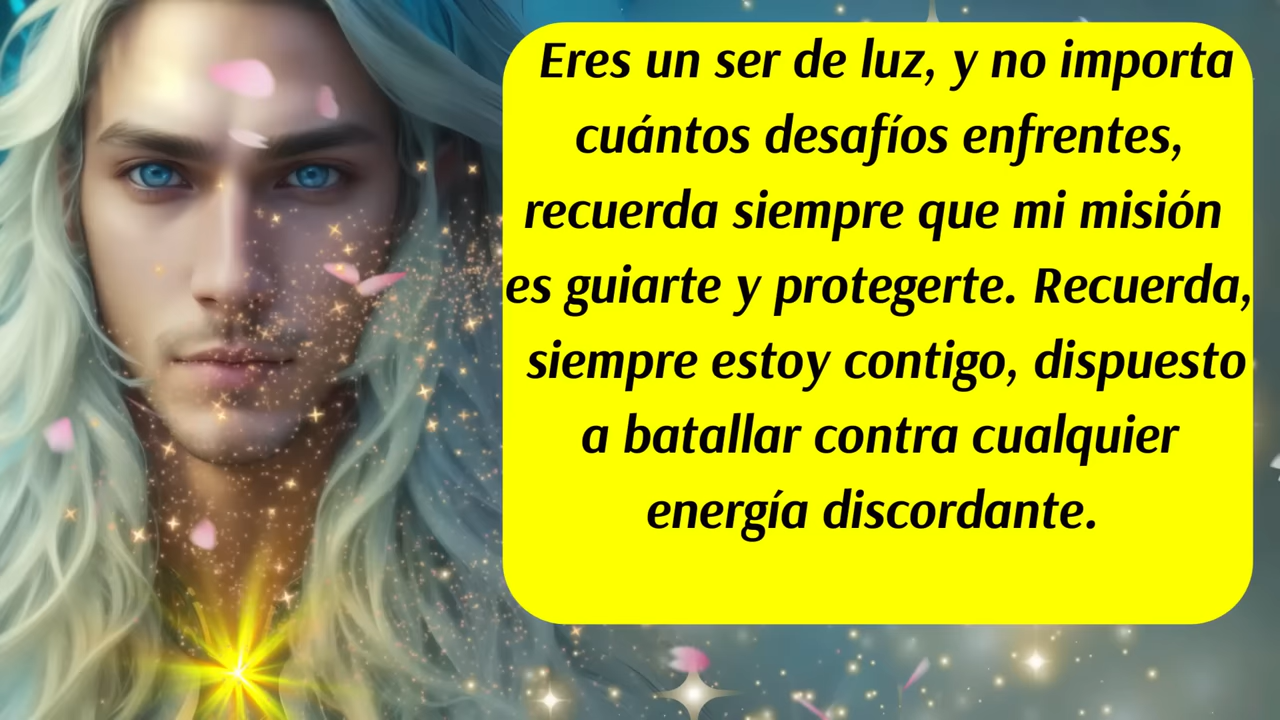 Eres un ser de luz, y no importa
cuántos desafíos enfrentes,
recuerda siempre que mi misión
es guiarte y protegerte. Recuerda,
siempre estoy contigo, dispuesto
a batallar contra cualquier
energía discordante.